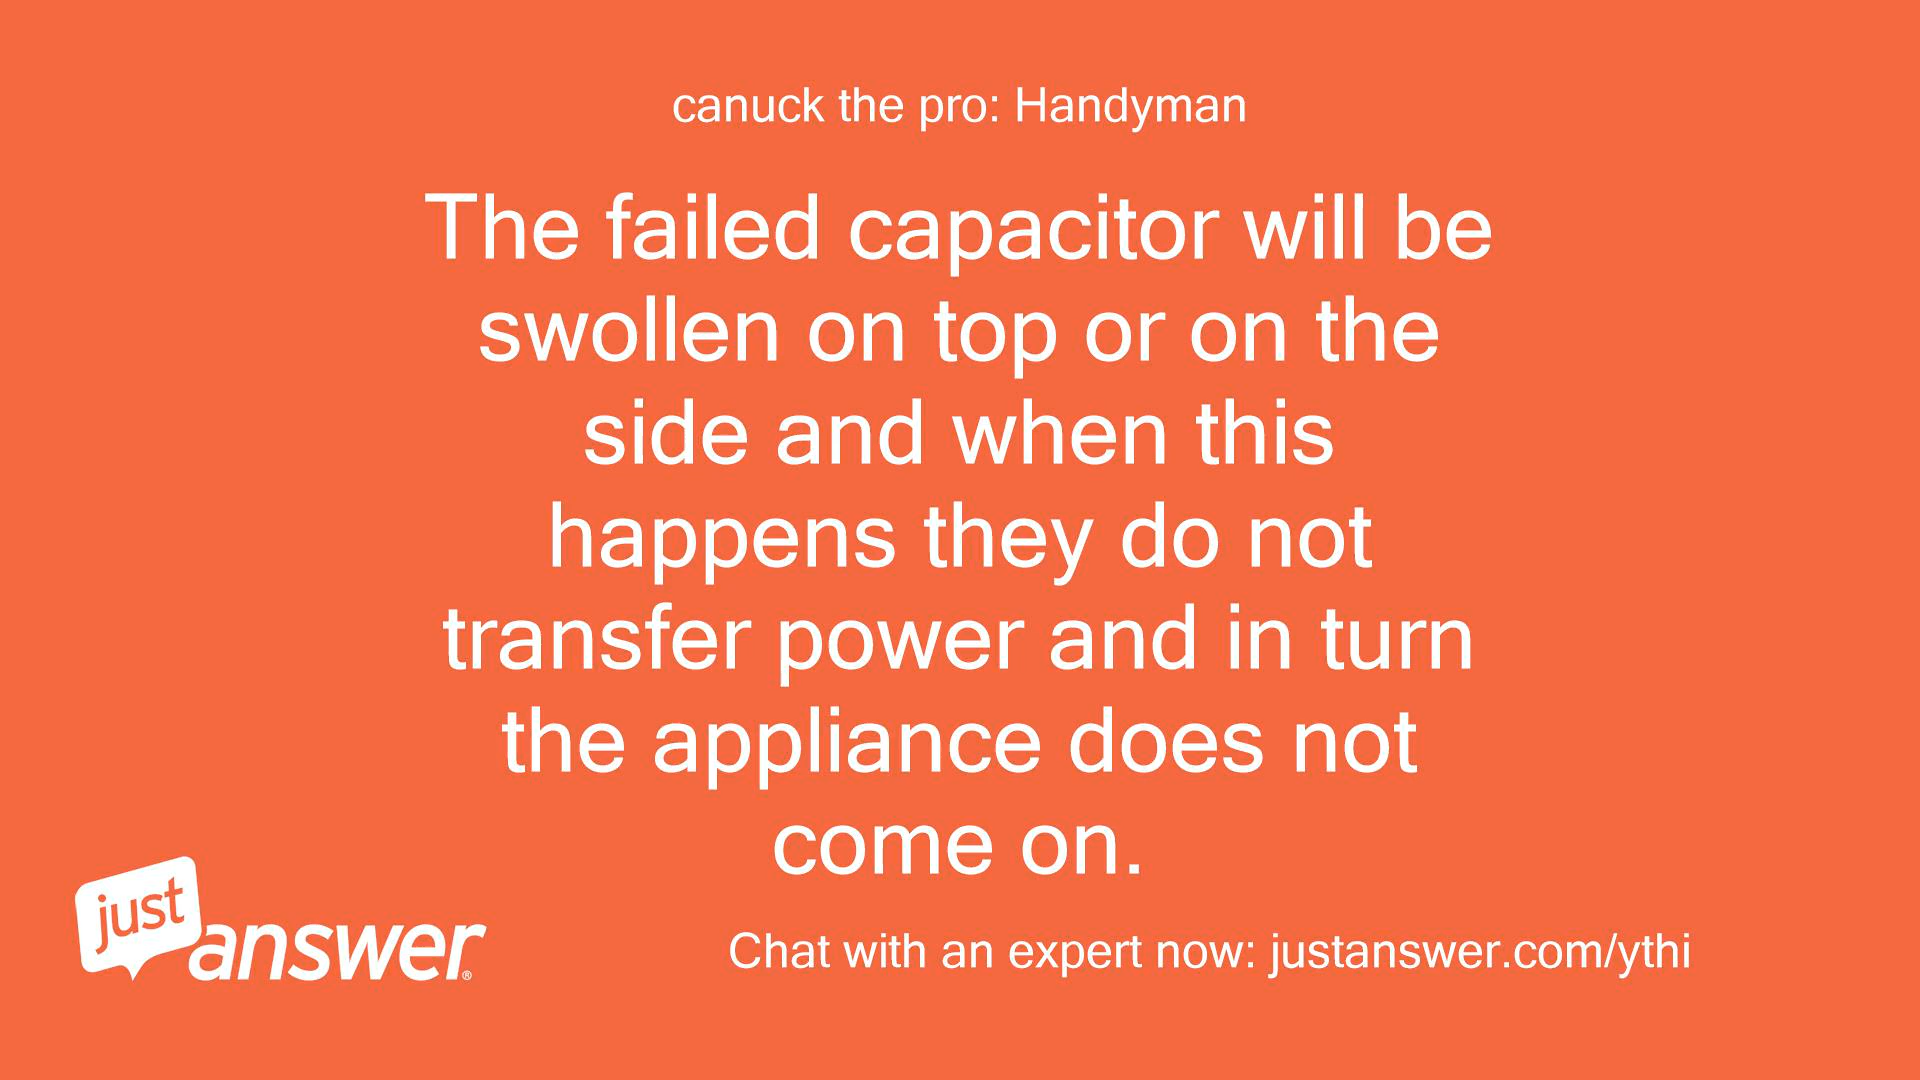 canuck the pro: Handyman
The failed capacitor will be
swollen on top or on the
side and when this
happens they do not
transfer power and in turn
the appliance does not
come on.
just
answer®
Chat with an expert now: justanswer.com/ythi